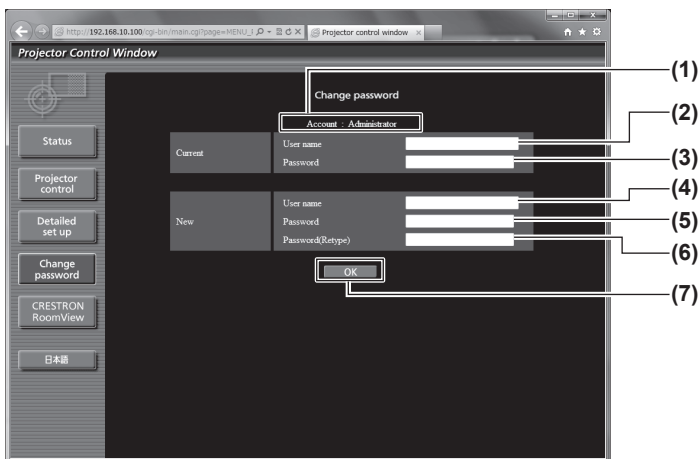 http://192.168.10.100/cgi-bin/main.cgi?page=MENU_
Projector control window
Projector Control Window
Change password
(1)
Account : Administrator
Status
Current
User name
(2)
Password
(3)
Projector
control
New
User name
(4)
Password
(5)
Password(Retype)
(6)
Detailed
set up
OK
(7)
Change
password
CRESTRON
RoomView
日本語